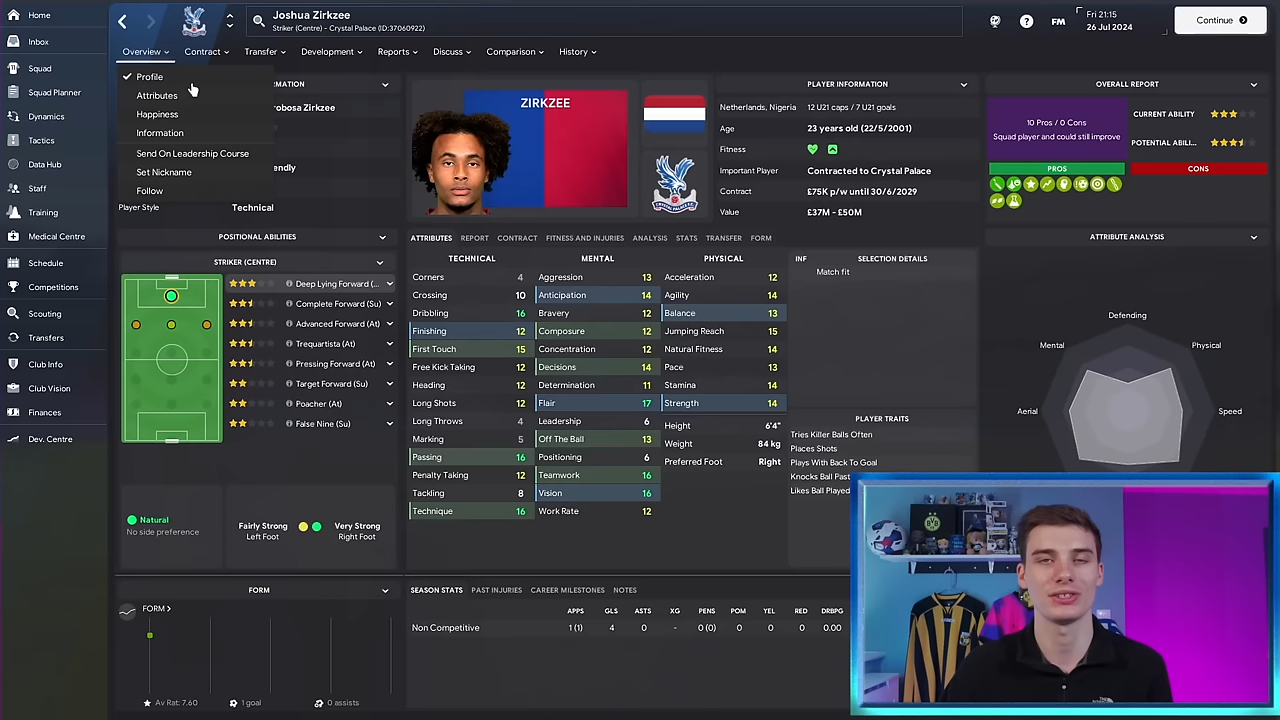 Home
Joshua Zirkzee
Striker (Centre) - Crystal Palace (ID:37060922)
FM
Fri 21:15
26 Jul 2024
Continue
Inbox
Squad
Squad Planner
Dynamics
Tactics
Data Hub
Staff
Training
Medical Centre
Schedule
Competitions
Scouting
Transfers
Club Info
Club Vision
Finances
Dev. Centre
Overview
Contract
Transfer
Development
Reports
Discuss
Comparison
History
Profile
Attributes
Happiness
Information
Send On Leadership Course
Set Nickname
Follow
Player Style Technical
ZIRKZEE
PLAYER INFORMATION
Netherlands, Nigeria 12 U21 caps / 7 U21 goals
Age 23 years old (22/5/2001)
Fitness
Important Player Contracted to Crystal Palace
Contract £75K p/w until 30/6/2029
Value £37M - £50M
OVERALL REPORT
10 Pros / 0 Cons
Squad player and could still improve
CURRENT ABILITY
POTENTIAL ABILI...
PROS CONS
POSITIONAL ABILITIES
STRIKER (CENTRE)
Deep Lying Forward (...
Complete Forward (Su)
Advanced Forward (At)
Trequartista (At)
Pressing Forward (At)
Target Forward (Su)
Poacher (At)
False Nine (Su)
Natural
No side preference
Fairly Strong
Left Foot
Very Strong
Right Foot
ATTRIBUTES REPORT CONTRACT FITNESS AND INJURIES ANALYSIS STATS TRANSFER FORM
TECHNICAL
Corners 4
Crossing 10
Dribbling 16
Finishing 12
First Touch 15
Free Kick Taking 12
Heading 12
Long Shots 12
Long Throws 4
Marking 5
Passing 16
Penalty Taking 12
Tackling 8
Technique 16
MENTAL
Aggression 13
Anticipation 14
Bravery 12
Composure 12
Concentration 12
Decisions 14
Determination 11
Flair 17
Leadership 6
Off The Ball 13
Positioning 6
Teamwork 16
Vision 16
Work Rate 12
PHYSICAL
Acceleration 12
Agility 14
Balance 13
Jumping Reach 15
Natural Fitness 14
Pace 13
Stamina 14
Strength 14
Height 6'4"
Weight 84 kg
Preferred Foot Right
INF SELECTION DETAILS
Match fit
PLAYER TRAITS
Tries Killer Balls Often
Places Shots
Plays With Back To Goal
Knocks Ball Past
Likes Ball Played
ATTRIBUTE ANALYSIS
Defending
Mental
Physical
Aerial
Speed
FORM
FORM
Av Rat: 7.60
1 goal
0 assists
SEASON STATS PAST INJURIES CAREER MILESTONES NOTES
APPS GLS ASTS XG PENS POM YEL RED DRBPG
Non Competitive 1 (1) 4 0 - 0 (0) 0 0 0 0.00